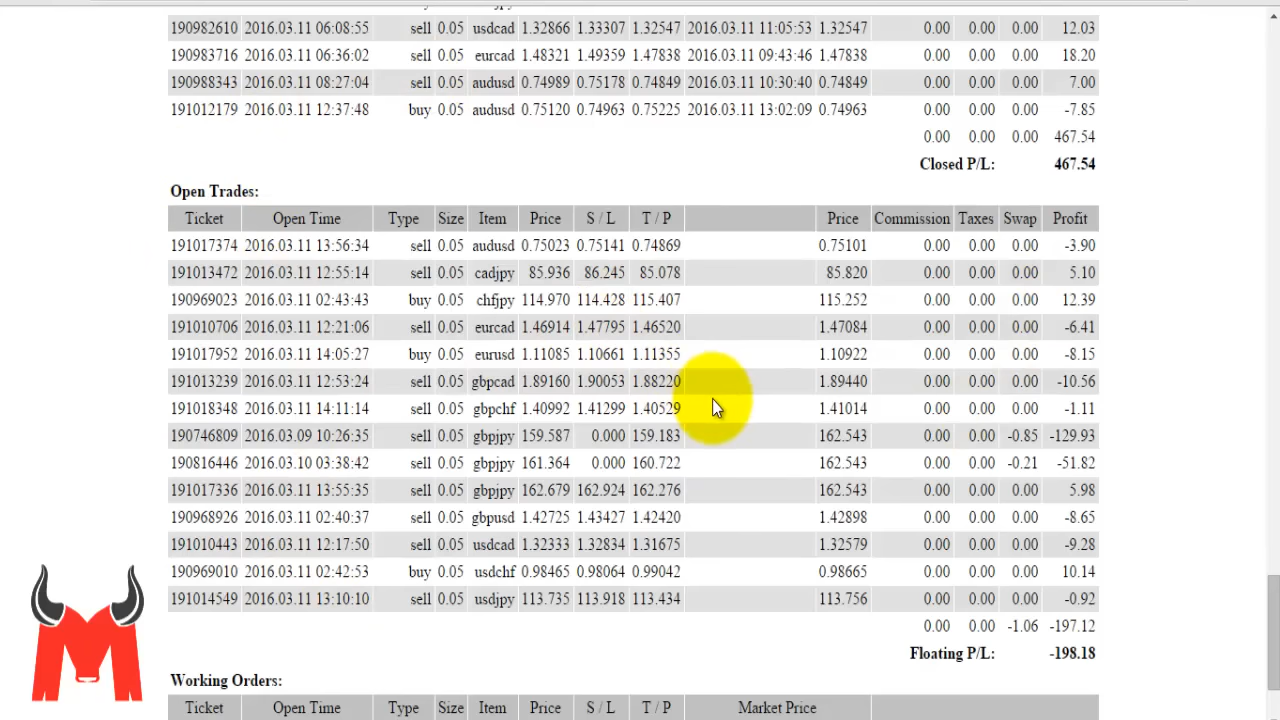 190982610 2016.03.11 06:08:55 sell 0.05 usdcad 1.32866 1.33307 1.32547 2016.03.11 11:05:53 1.32547 0.00 0.00 0.00 12.03
190983716 2016.03.11 06:36:02 sell 0.05 eurcad 1.48321 1.49359 1.47838 2016.03.11 09:43:46 1.47838 0.00 0.00 0.00 18.20
190988343 2016.03.11 08:27:04 sell 0.05 audusd 0.74989 0.75178 0.74849 2016.03.11 10:30:40 0.74849 0.00 0.00 0.00 7.00
191012179 2016.03.11 12:37:48 buy 0.05 audusd 0.75120 0.74963 0.75225 2016.03.11 13:02:09 0.74963 0.00 0.00 0.00 -7.85
0.00 0.00 0.00 467.54
Closed P/L: 467.54
Open Trades:
Ticket Open Time Type Size Item Price S / L T / P Price Commission Taxes Swap Profit
191017374 2016.03.11 13:56:34 sell 0.05 audusd 0.75023 0.75141 0.74869 0.75101 0.00 0.00 0.00 -3.90
191013472 2016.03.11 12:55:14 sell 0.05 cadjpy 85.936 86.245 85.078 85.820 0.00 0.00 0.00 5.10
190969023 2016.03.11 02:43:43 buy 0.05 chfjpy 114.970 114.428 115.407 115.252 0.00 0.00 0.00 12.39
191010706 2016.03.11 12:21:06 sell 0.05 eurcad 1.46914 1.47795 1.46520 1.47084 0.00 0.00 0.00 -6.41
191017952 2016.03.11 14:05:27 buy 0.05 eurusd 1.11085 1.10661 1.11355 1.10922 0.00 0.00 0.00 -8.15
191013239 2016.03.11 12:53:24 sell 0.05 gbpcad 1.89160 1.90053 1.88220 1.89440 0.00 0.00 0.00 -10.56
191018348 2016.03.11 14:11:14 sell 0.05 gbpchf 1.40992 1.41299 1.40529 1.41014 0.00 0.00 0.00 -1.11
190746809 2016.03.09 10:26:35 sell 0.05 gbpjpy 159.587 0.000 159.183 162.543 0.00 0.00 -0.85 -129.93
190816446 2016.03.10 03:38:42 sell 0.05 gbpjpy 161.364 0.000 160.722 162.543 0.00 0.00 -0.21 -51.82
191017336 2016.03.11 13:55:35 sell 0.05 gbpjpy 162.679 162.924 162.276 162.543 0.00 0.00 0.00 5.98
190968926 2016.03.11 02:40:37 sell 0.05 gbpusd 1.42725 1.43427 1.42420 1.42898 0.00 0.00 0.00 -8.65
191010443 2016.03.11 12:17:50 sell 0.05 usdcad 1.32333 1.32834 1.31675 1.32579 0.00 0.00 0.00 -9.28
190969010 2016.03.11 02:42:53 buy 0.05 usdchf 0.98465 0.98064 0.99042 0.98665 0.00 0.00 0.00 10.14
191014549 2016.03.11 13:10:10 sell 0.05 usdjpy 113.735 113.918 113.434 113.756 0.00 0.00 0.00 -0.92
0.00 0.00 -1.06 -197.12
Floating P/L: -198.18
Working Orders:
Ticket Open Time Type Size Item Price S / L T / P Market Price